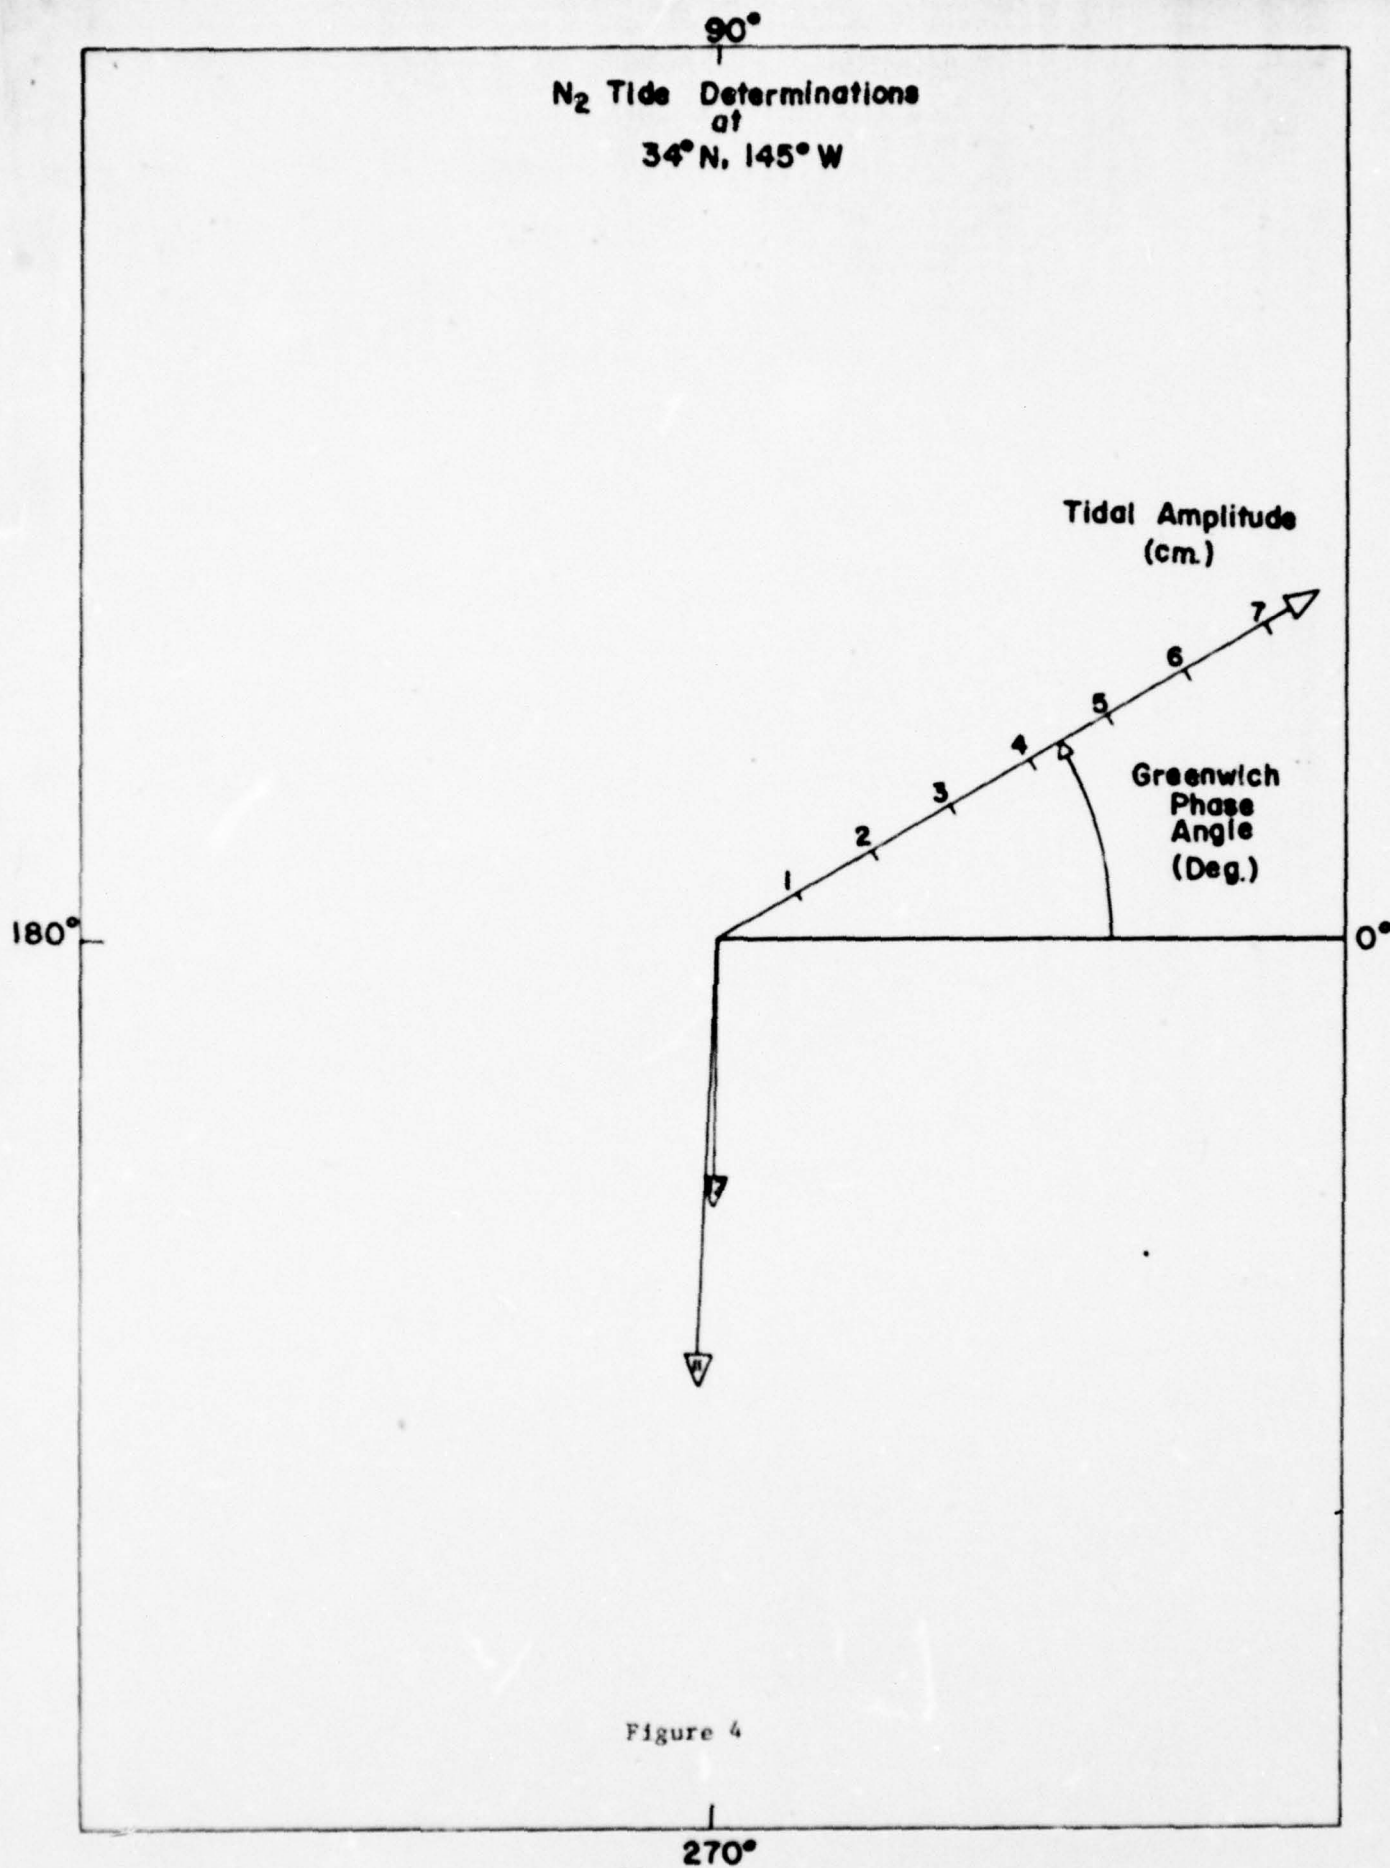 90°
N₂ Tide Determinations
at
34° N, 145° W
Tidal Amplitude
(cm.)
7
6
5
4
3
2
1
Greenwich
Phase
Angle
(Deg.)
180°
0°
Figure 4
270°